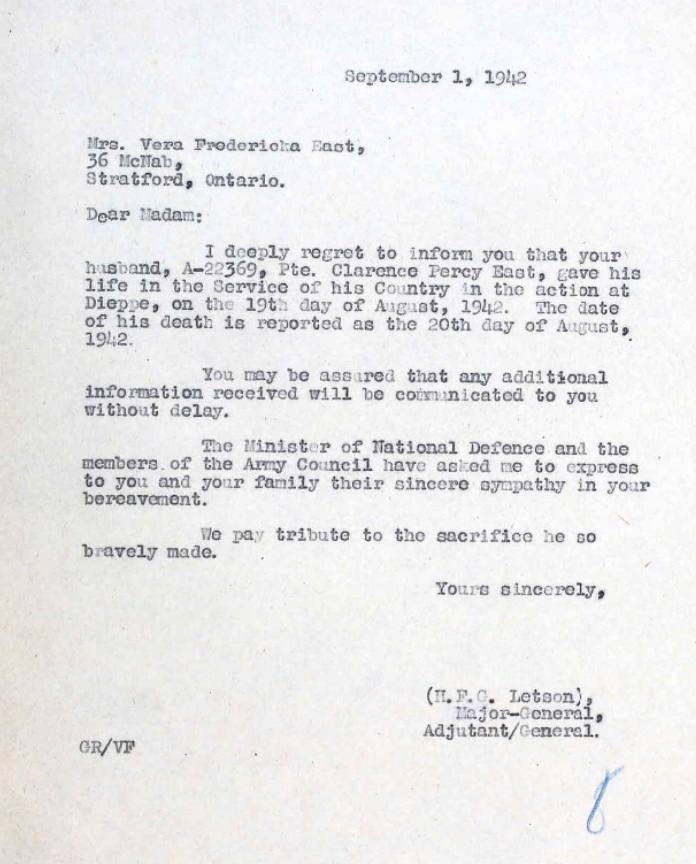 September 1, 1942
Mrs. Vera Fredericka East,
36 McNab,
Stratford, Ontario.
Dear Madam:
I deeply regret to inform you that your
husband, A-22369, Pte. Clarence Percy East, gave his
life in the Service of his Country in the action at
Dieppe, on the 19th day of August, 1942. The date
of his death is reported as the 20th day of August,
1942.
You may be assured that any additional
information received will be communicated to you
without delay.
The Minister of National Defence and the
members of the Army Council have asked me to express
to you and your family their sincere sympathy in your
bereavement.
We pay tribute to the sacrifice he so
bravely made.
Yours sincerely,
(H.F.G. Letson),
Major-General,
Adjutant/General.
GR/VF
8